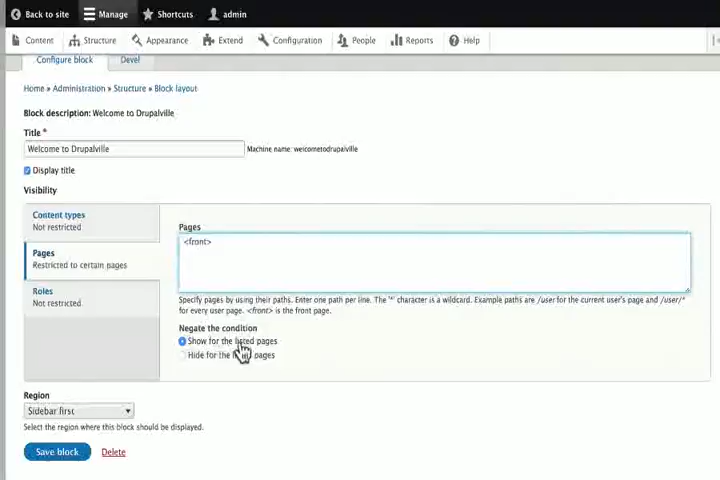 Back to site Manage Shortcuts admin
Content Structure Appearance Extend Configuration People Reports Help
Configure block Devel
Home » Administration » Structure » Block layout
Block description: Welcome to Drupalville
Title *
Welcome to Drupalville Machine name: welcometodrupalville
Display title
Visibility
Content types
Not restricted
Pages
Restricted to certain pages
Roles
Not restricted
Pages
<front>
Specify pages by using their paths. Enter one path per line. The '*' character is a wildcard. Example paths are /user for the current user's page and /user/*
for every user page. <front> is the front page.
Negate the condition
Show for the listed pages
Hide for the pages
Region
Sidebar first
Select the region where this block should be displayed.
Save block Delete